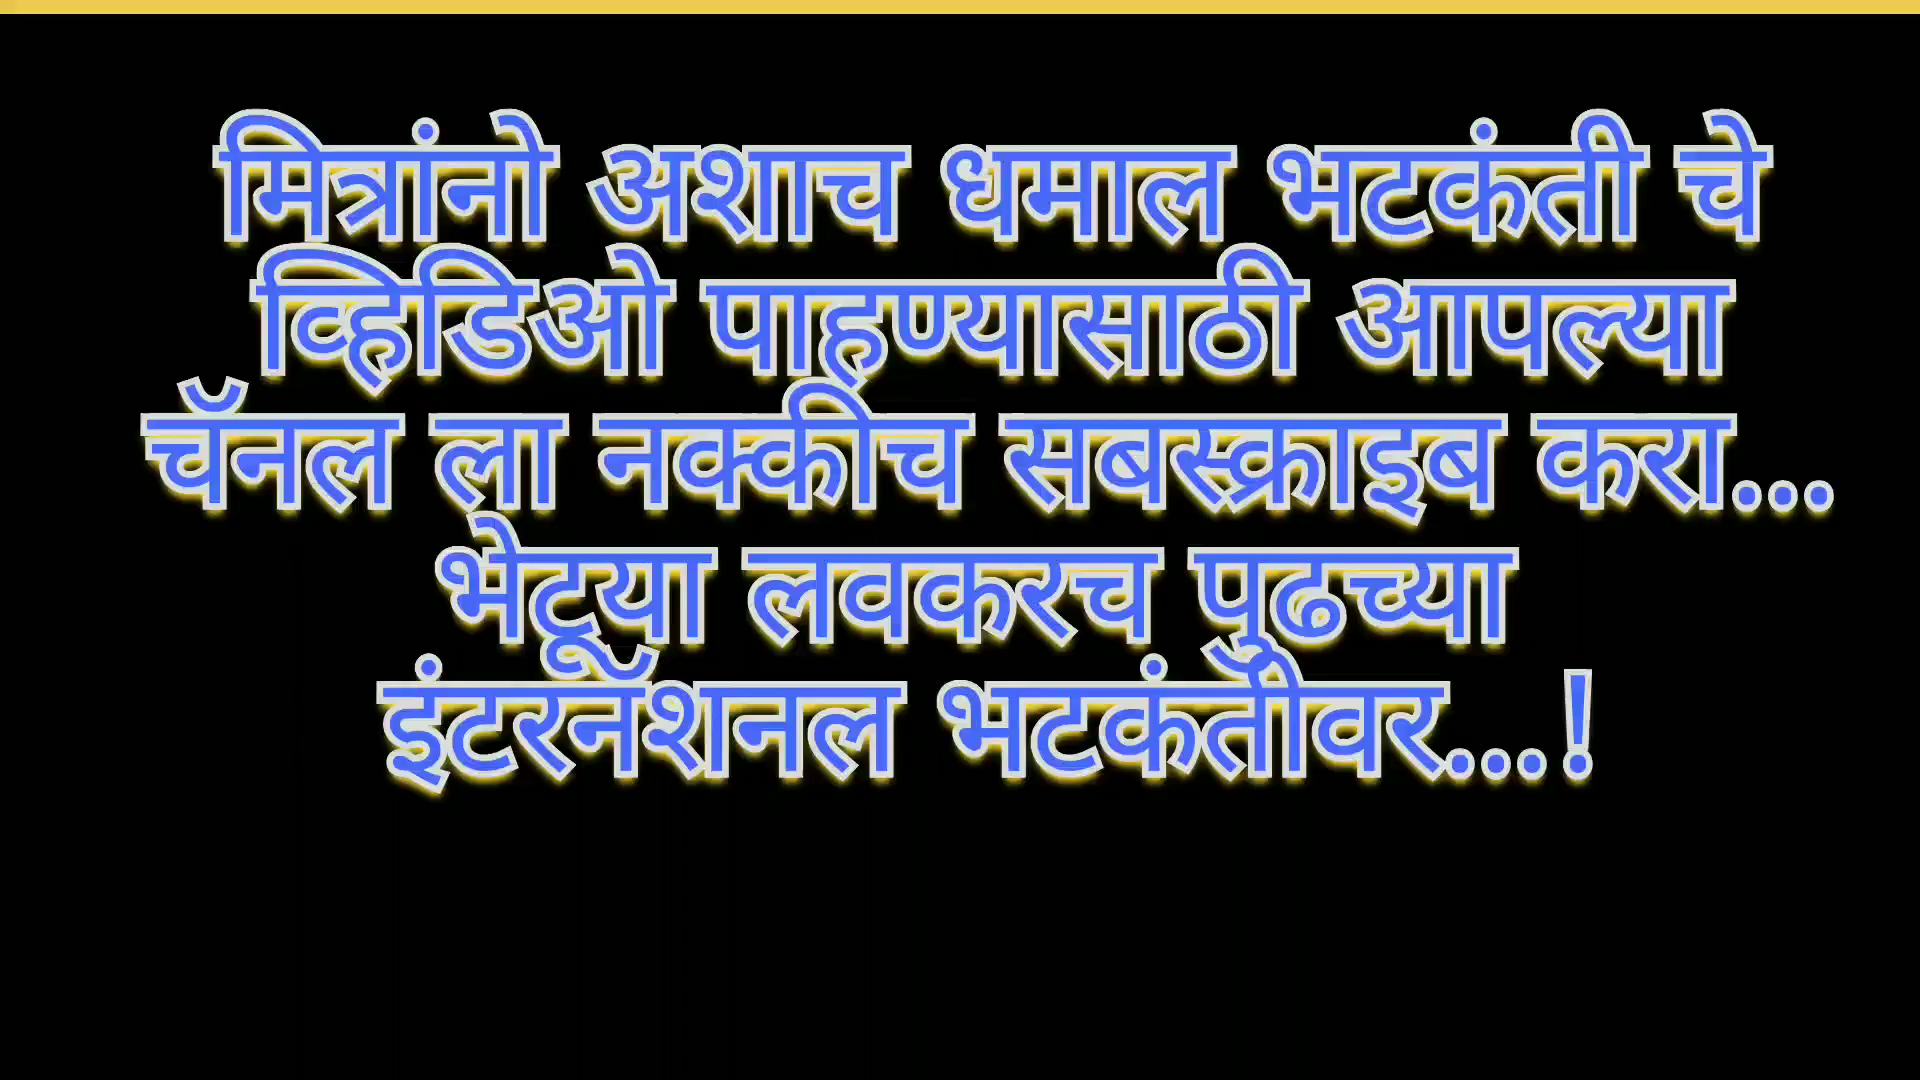 मित्रांनो अशाच धमाल भटकंती चे
व्हिडिओ पाहण्यासाठी आपल्या
चॅनल ला नक्कीच सबस्क्राइब करा...
भेटूया लवकरच पुढच्या
इंटरनॅशनल भटकंतीवर...!